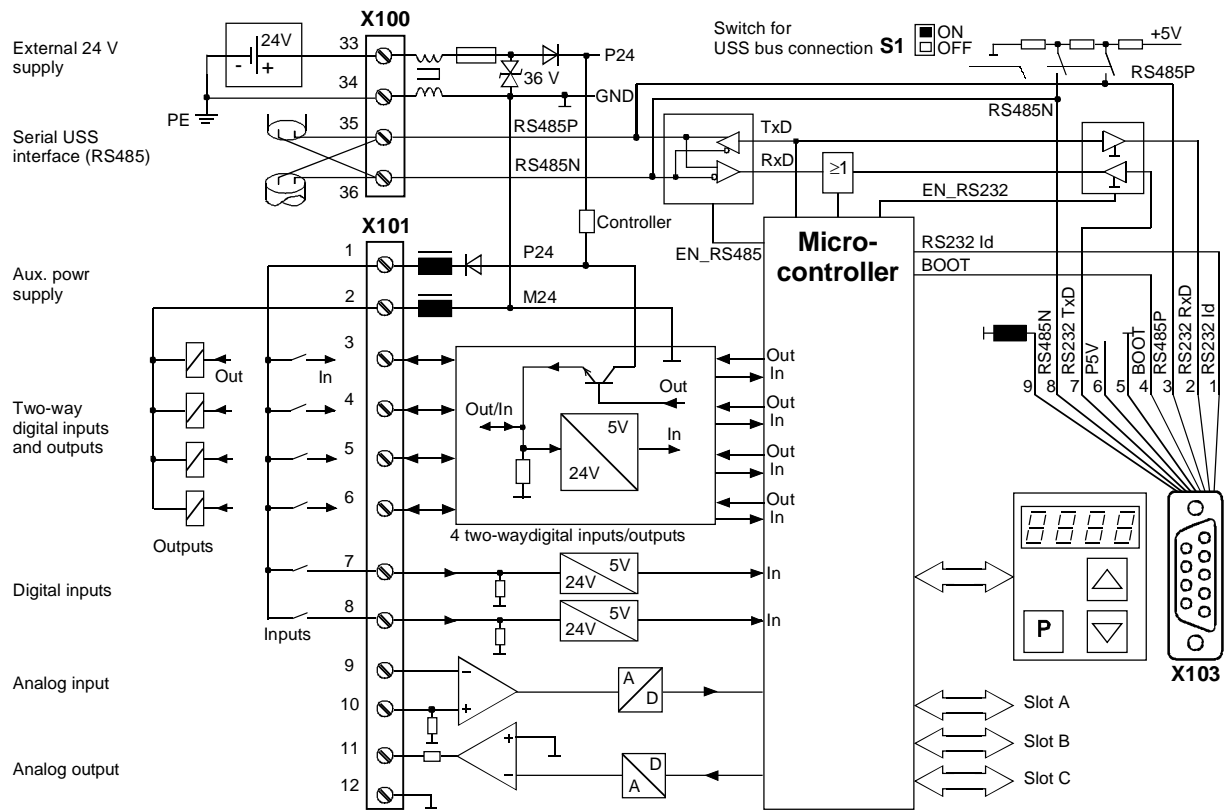 X100
External 24 V
supply
24V
- +
33
34
PE
36 V
P24
GND
Switch for
USS bus connection S1
ON
OFF
+5V
RS485P
RS485N
Serial USS
interface (RS485)
35
36
RS485P
RS485N
TxD
RxD
≥1
EN_RS232
Controller
EN_RS485
X101
Micro-
controller
RS232 Id
BOOT
Aux. powr
supply
1
2
P24
M24
RS485N
RS232 TxD
P5V
BOOT
RS485P
RS232 RxD
RS232 Id
9 8 7 6 5 4 3 2 1
Two-way
digital inputs
and outputs
Out
In
Outputs
3
4
5
6
Out/In
Out
In
5V
24V
Out
In
Out
In
Out
In
Out
In
4 two-waydigital inputs/outputs
Digital inputs
Inputs
7
8
5V
24V
5V
24V
In
In
P
X103
Analog input
9
10
-
+
A
D
Analog output
11
12
+
-
D
A
Slot A
Slot B
Slot C